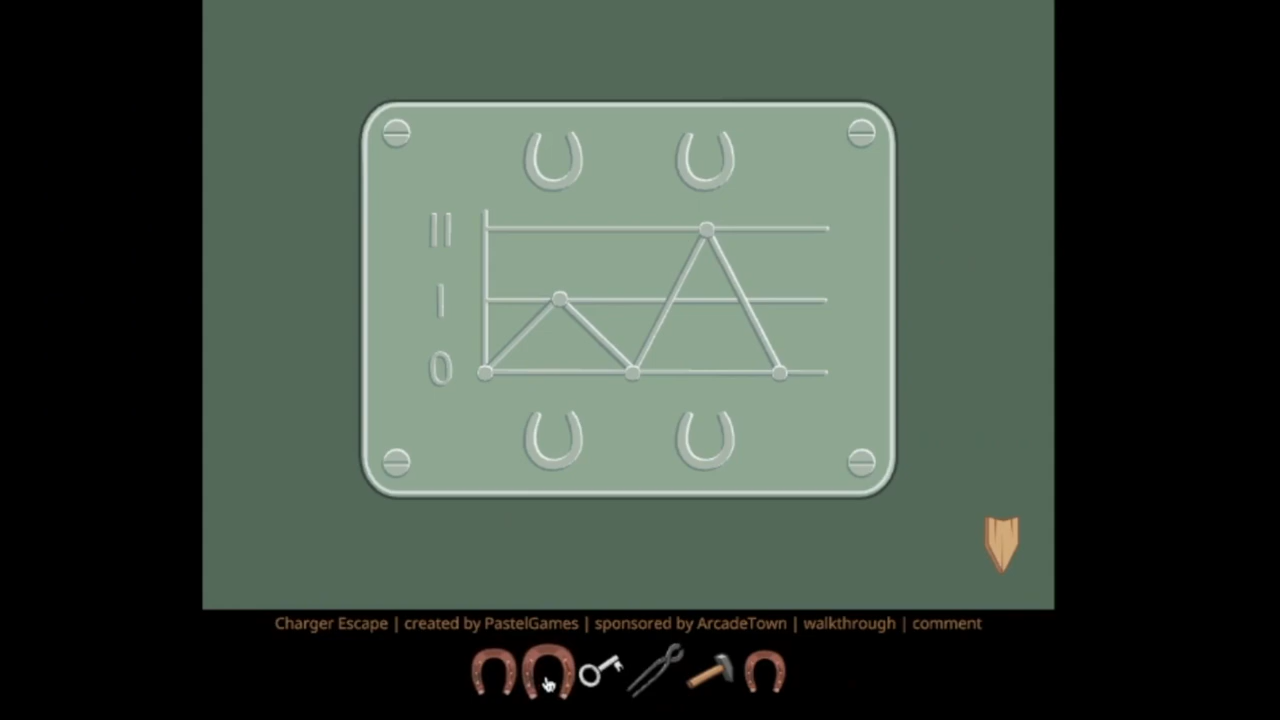 II
I
0
Charger Escape | created by PastelGames | sponsored by ArcadeTown | walkthrough | comment